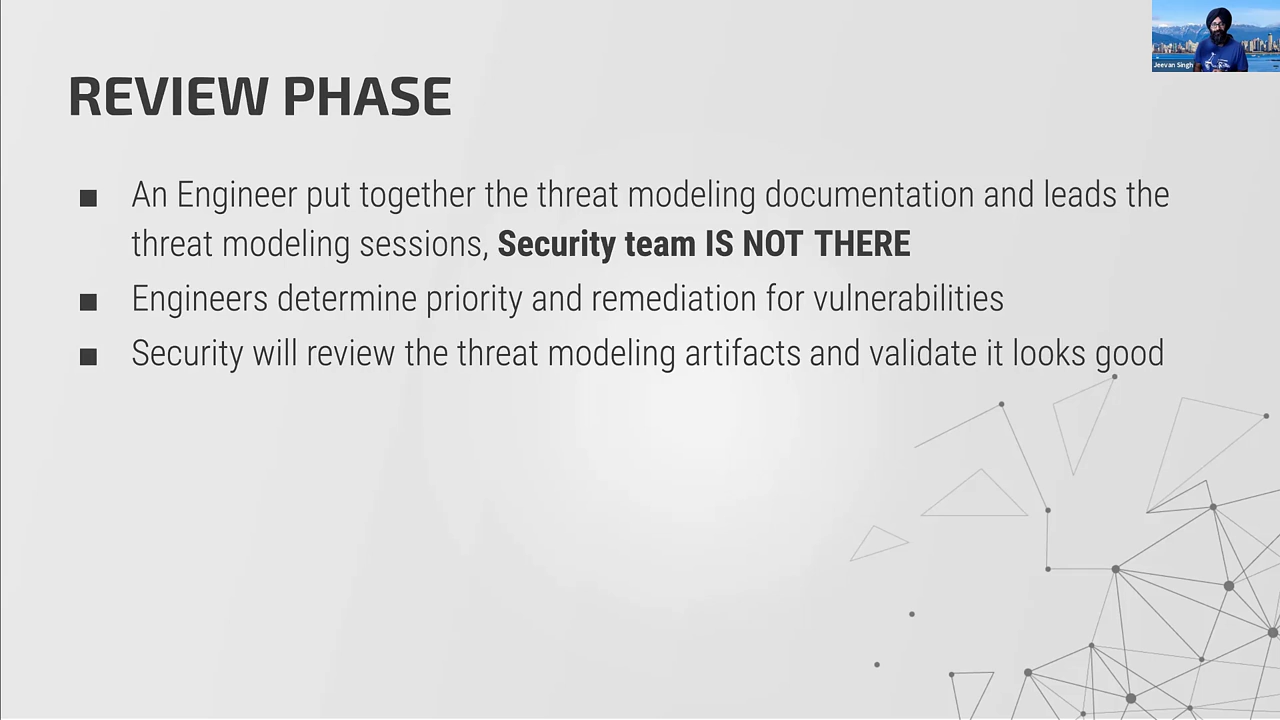 Jeevan Singh
REVIEW PHASE
■ An Engineer put together the threat modeling documentation and leads the
threat modeling sessions, Security team IS NOT THERE
■ Engineers determine priority and remediation for vulnerabilities
■ Security will review the threat modeling artifacts and validate it looks good